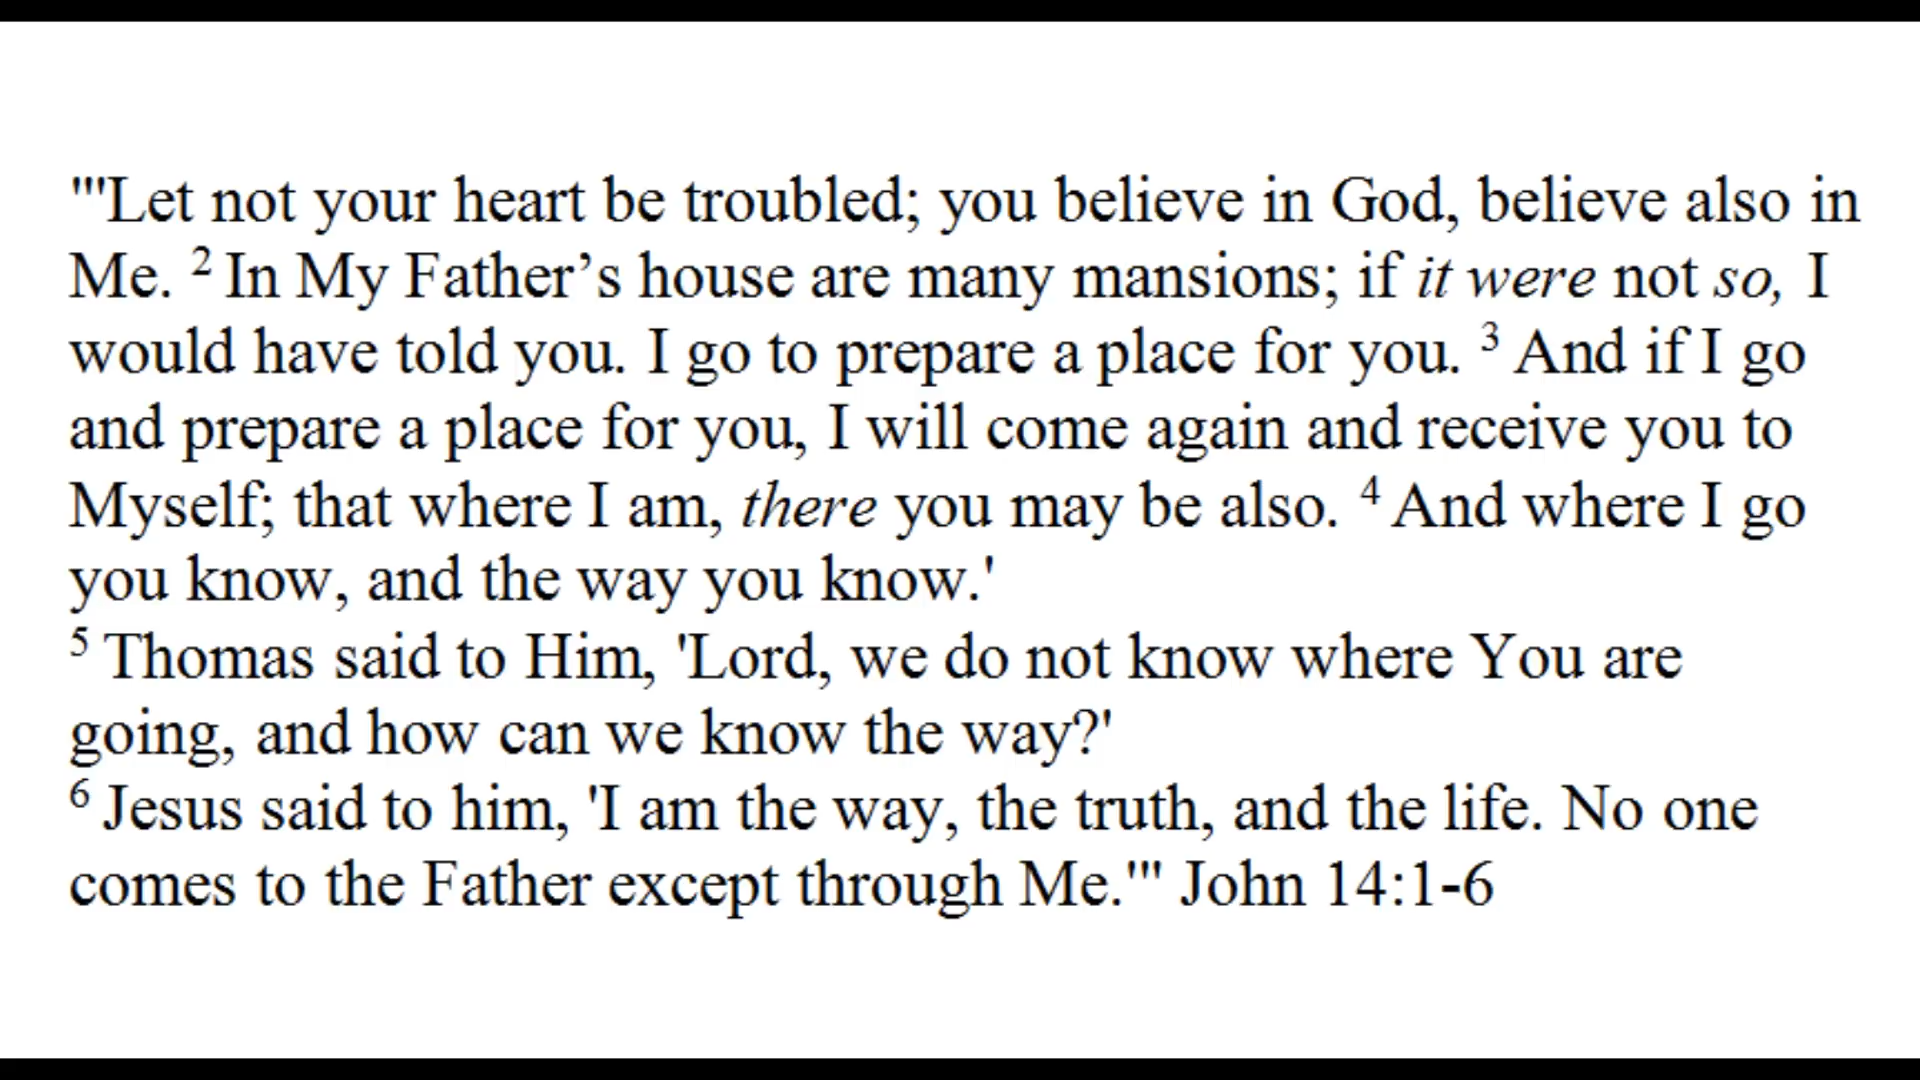 "'Let not your heart be troubled; you believe in God, believe also in
Me. 2 In My Father’s house are many mansions; if it were not so, I
would have told you. I go to prepare a place for you. 3 And if I go
and prepare a place for you, I will come again and receive you to
Myself; that where I am, there you may be also. 4 And where I go
you know, and the way you know.'
5 Thomas said to Him, 'Lord, we do not know where You are
going, and how can we know the way?'
6 Jesus said to him, 'I am the way, the truth, and the life. No one
comes to the Father except through Me.'" John 14:1-6